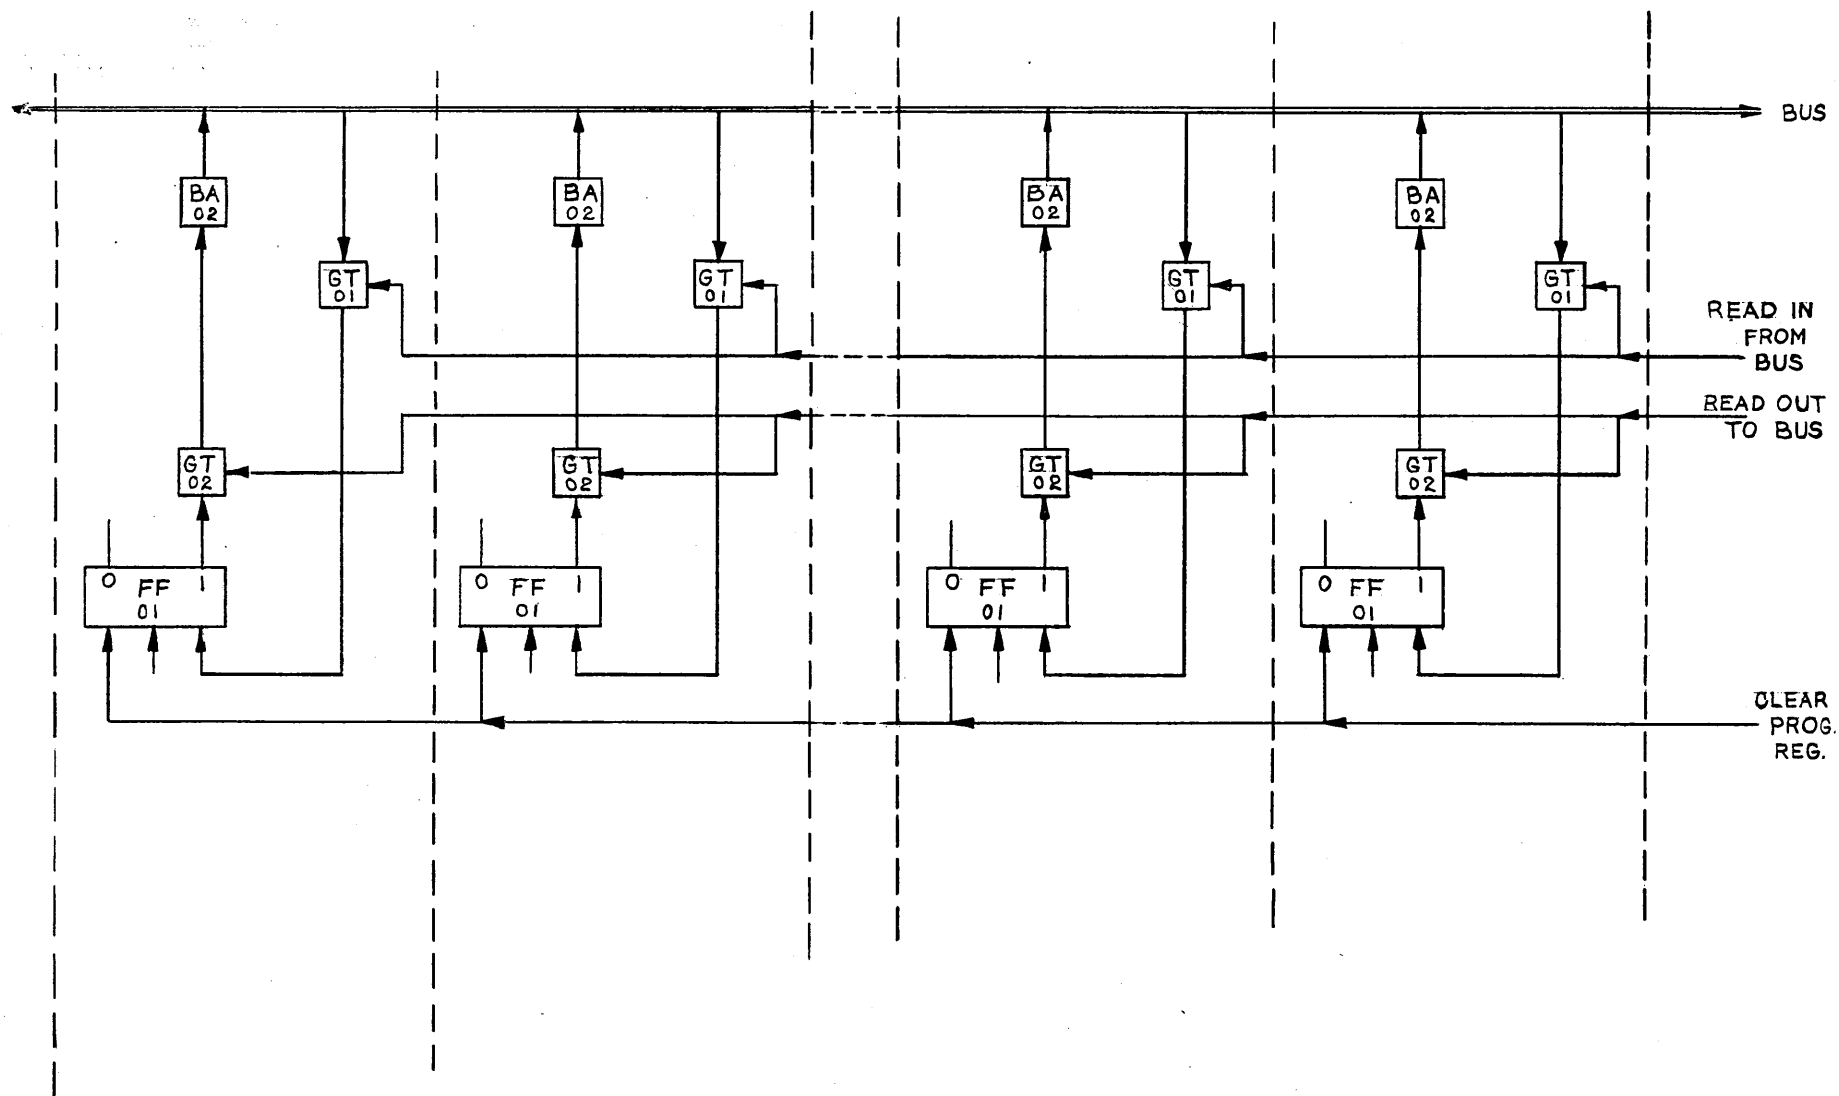 BUS
BA
02
BA
02
BA
02
BA
02
GT
01
GT
01
GT
01
GT
01
READ IN
FROM
BUS
READ OUT
TO BUS
GT
02
GT
02
GT
02
GT
02
0 FF 1
01
0 FF 1
01
0 FF 1
01
0 FF 1
01
CLEAR
PROG.
REG.